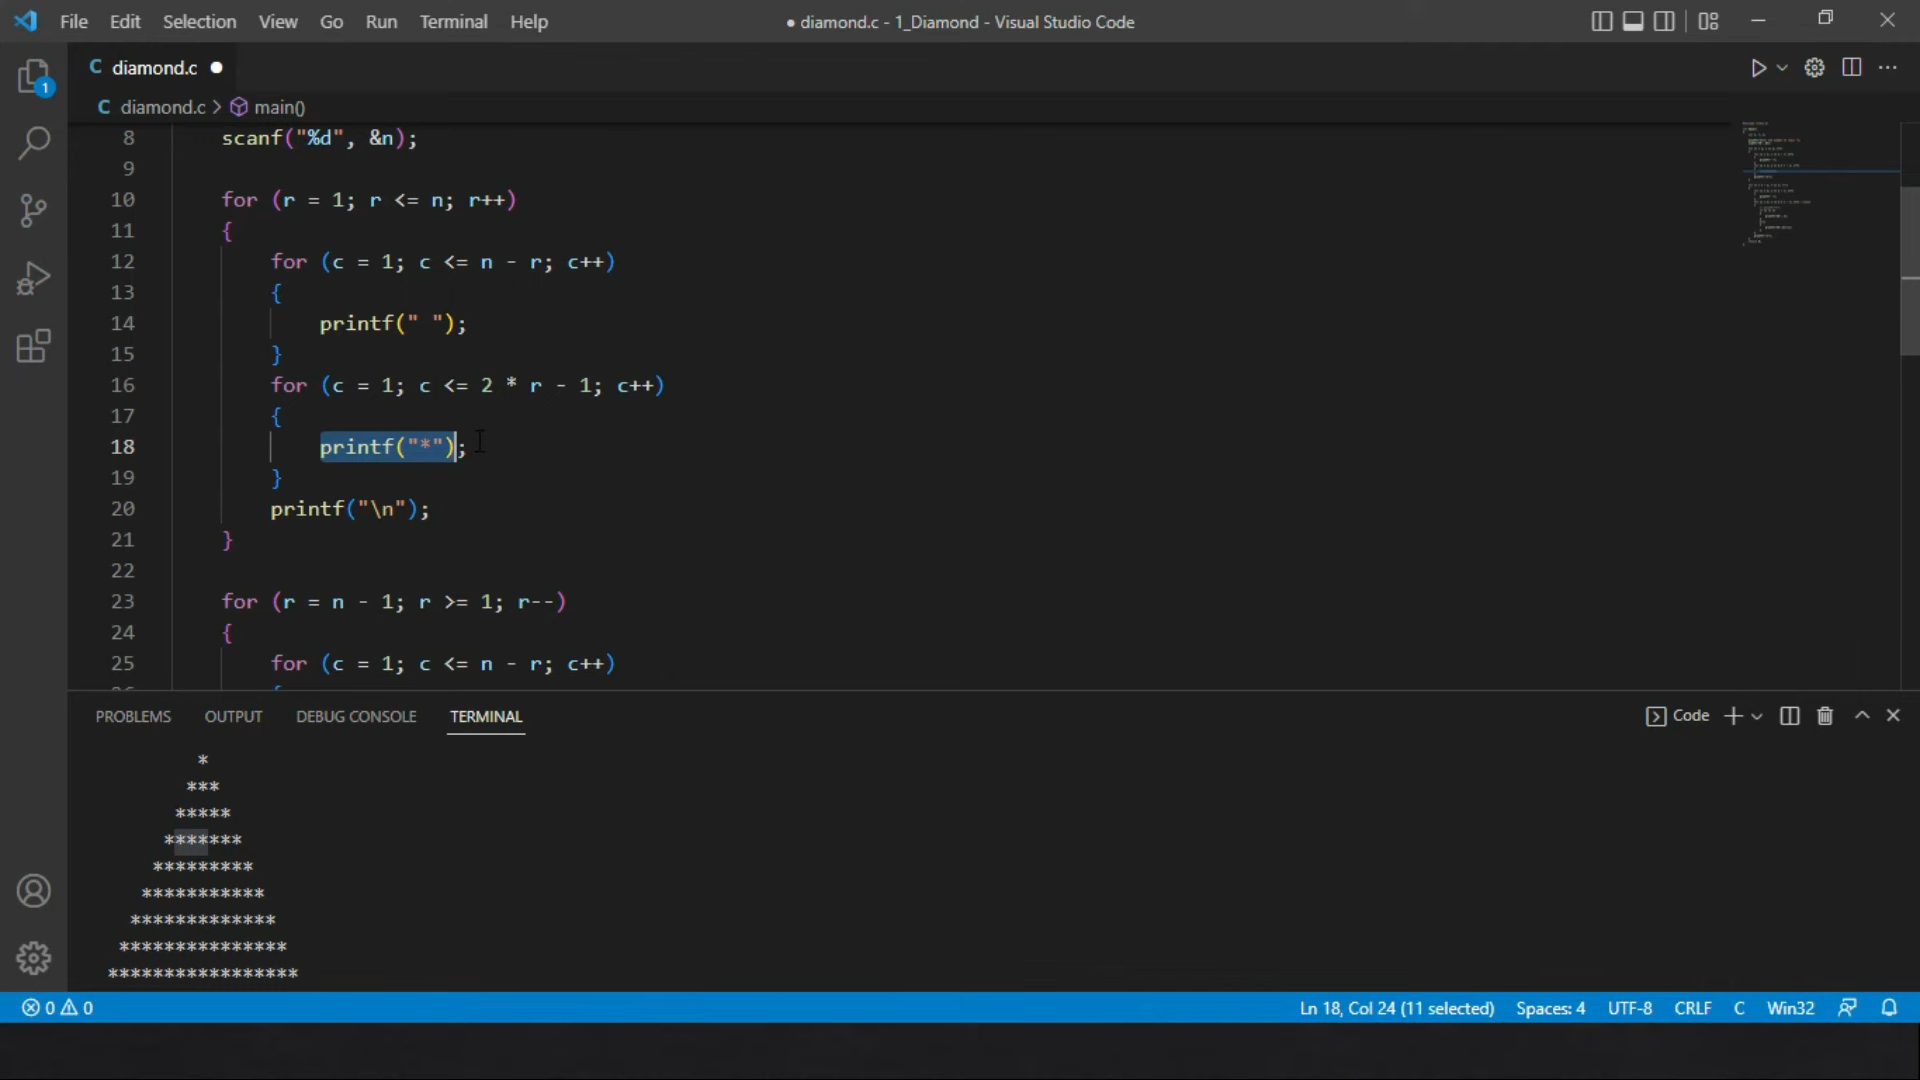 File Edit Selection View Go Run Terminal Help
● diamond.c - 1_Diamond - Visual Studio Code
C diamond.c ●
1
C diamond.c > main()
8 scanf("%d", &n);
9
10 for (r = 1; r <= n; r++)
11 {
12 for (c = 1; c <= n - r; c++)
13 {
14 printf(" ");
15 }
16 for (c = 1; c <= 2 * r - 1; c++)
17 {
18 printf("*");
19 }
20 printf("\n");
21 }
22
23 for (r = n - 1; r >= 1; r--)
24 {
25 for (c = 1; c <= n - r; c++)
PROBLEMS OUTPUT DEBUG CONSOLE TERMINAL
Code
*
***
*****
*******
*********
***********
*************
***************
*****************
0 0
Ln 18, Col 24 (11 selected) Spaces: 4 UTF-8 CRLF C Win32